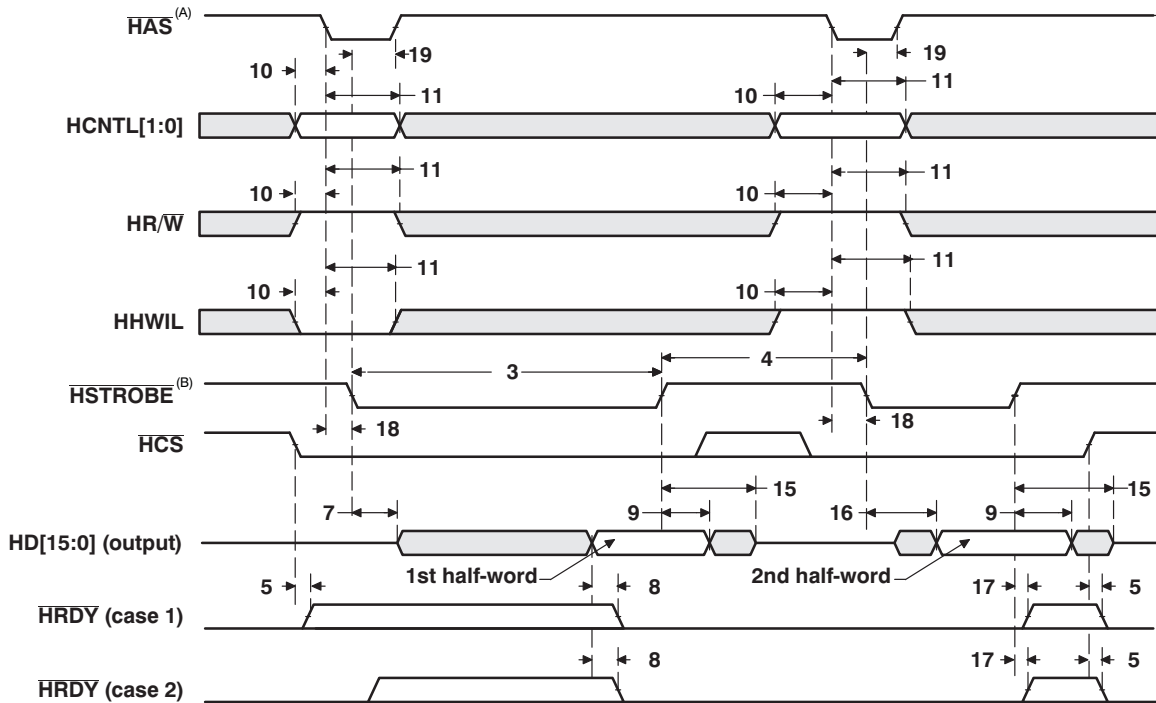 HAS (A)
19 19
10 11 10 11
HCNTL[1:0]
11 11
10 10
HR/W
11 11
10 10
HHWIL
3 4
HSTROBE (B)
18 18
HCS
15 15
7 9 16 9
HD[15:0] (output)
1st half-word 2nd half-word
5 8 17 5
HRDY (case 1)
8 17 5
HRDY (case 2)